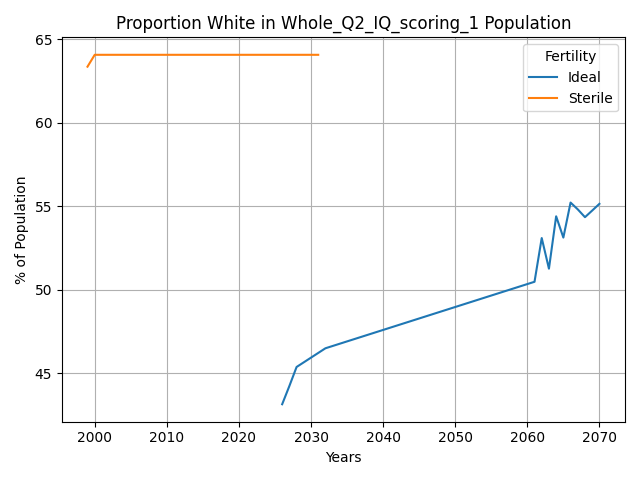 Proportion White in Whole_Q2_IQ_scoring_1 Population
65
60
55
50
45
% of Population
Fertility
Ideal
Sterile
2000 2010 2020 2030 2040 2050 2060 2070
Years